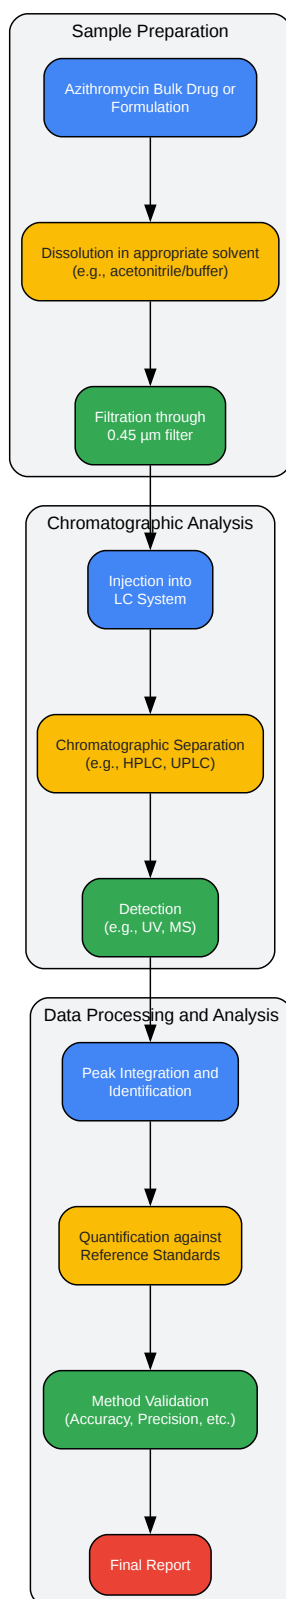 Sample Preparation
Azithromycin Bulk Drug or
Formulation
Dissolution in appropriate solvent
(e.g., acetonitrile/buffer)
Filtration through
0.45 µm filter
Chromatographic Analysis
Injection into
LC System
Chromatographic Separation
(e.g., HPLC, UPLC)
Detection
(e.g., UV, MS)
Data Processing and Analysis
Peak Integration and
Identification
Quantification against
Reference Standards
Method Validation
(Accuracy, Precision, etc.)
Final Report